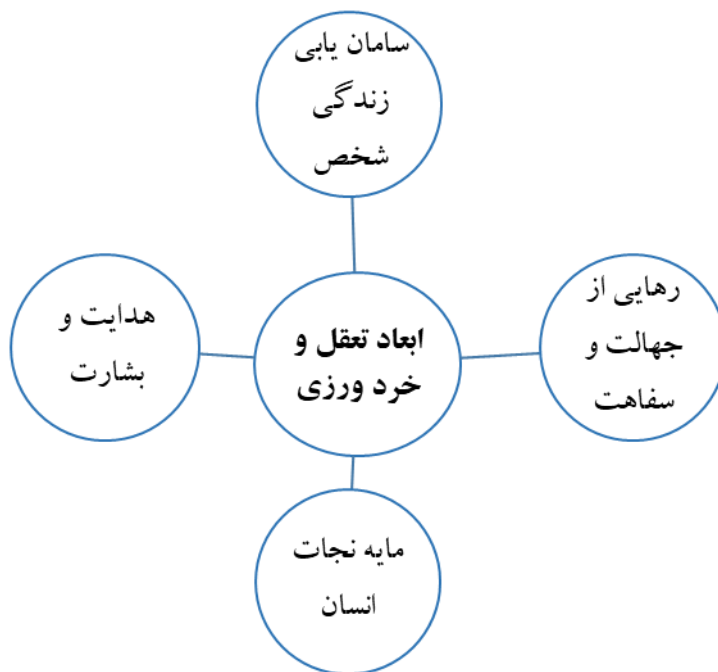 سامان یابی
زندگی
شخص
رهایی از
جهالت و
سفاهت
ابعاد تعقل و
خرد ورزی
هدایت و
بشارت
مایه نجات
انسان